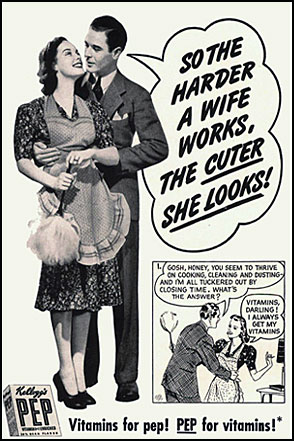 SO THE
HARDER
A WIFE
WORKS,
THE CUTER
SHE LOOKS!
1. GOSH, HONEY, YOU SEEM TO THRIVE
ON COOKING, CLEANING AND DUSTING-
AND I'M ALL TUCKERED OUT BY
CLOSING TIME. WHAT'S
THE ANSWER?
VITAMINS,
DARLING!
I ALWAYS
GET MY
VITAMINS
Kellogg's
PEP
Vitamins for pep! PEP for vitamins!*